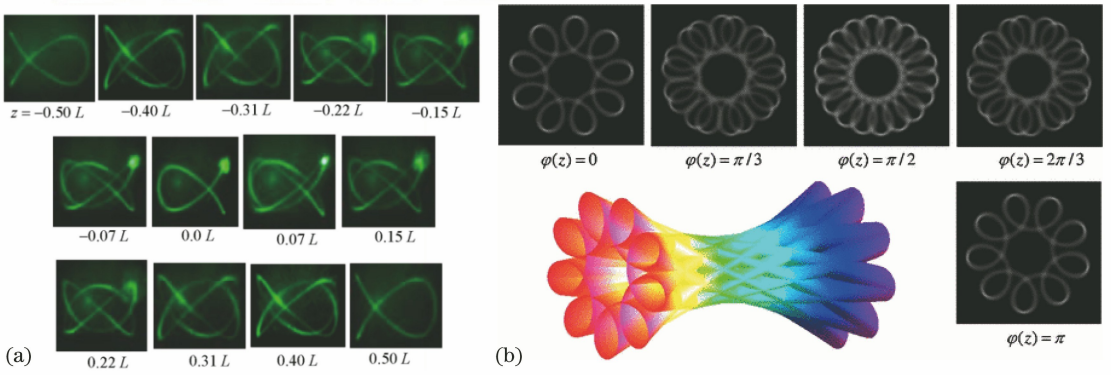 z = −0.50 L
−0.40 L
−0.31 L
−0.22 L
−0.15 L
−0.07 L
0.0 L
0.07 L
0.15 L
0.22 L
0.31 L
0.40 L
0.50 L
(a)
φ(z) = 0
φ(z) = π/3
φ(z) = π/2
φ(z) = 2π/3
φ(z) = π
(b)